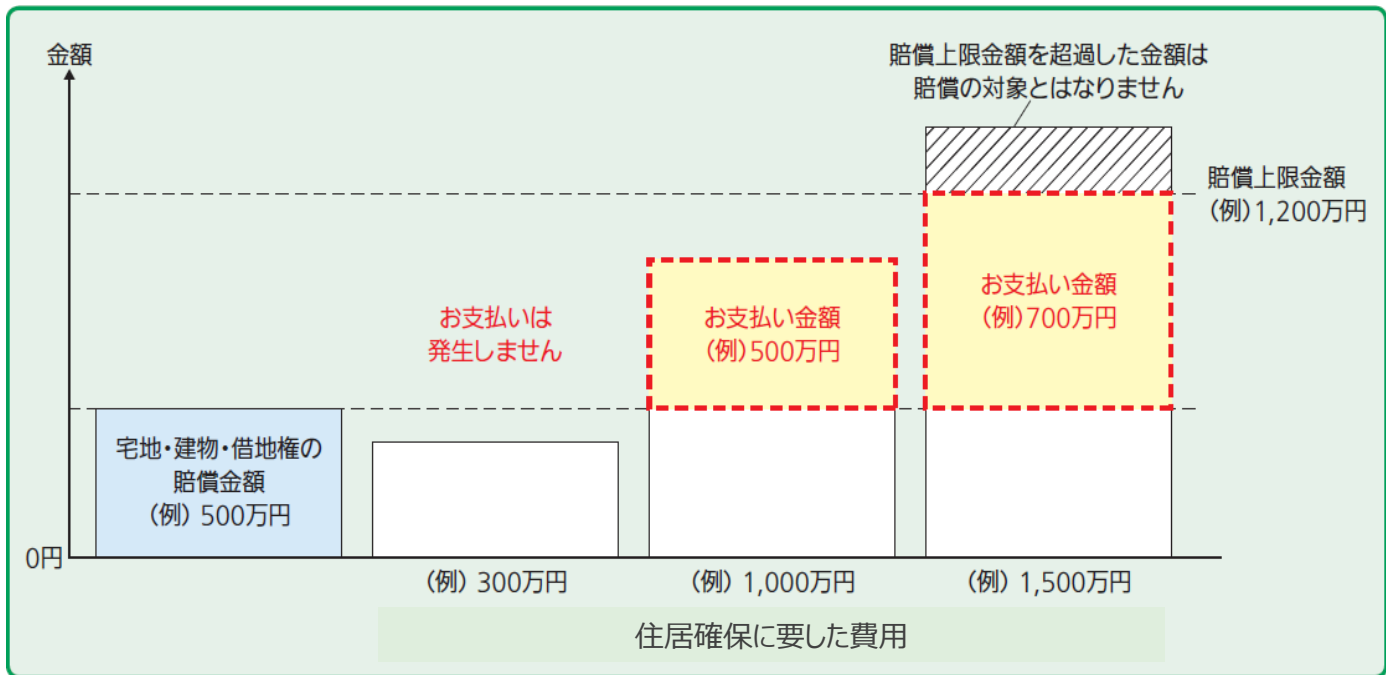 金額
賠償上限金額を超過した金額は
賠償の対象とはなりません
賠償上限金額
(例)1,200万円
お支払いは
発生しません
お支払い金額
(例)500万円
お支払い金額
(例)700万円
宅地・建物・借地権の
賠償金額
(例) 500万円
0円
(例) 300万円
(例) 1,000万円
(例) 1,500万円
住居確保に要した費用